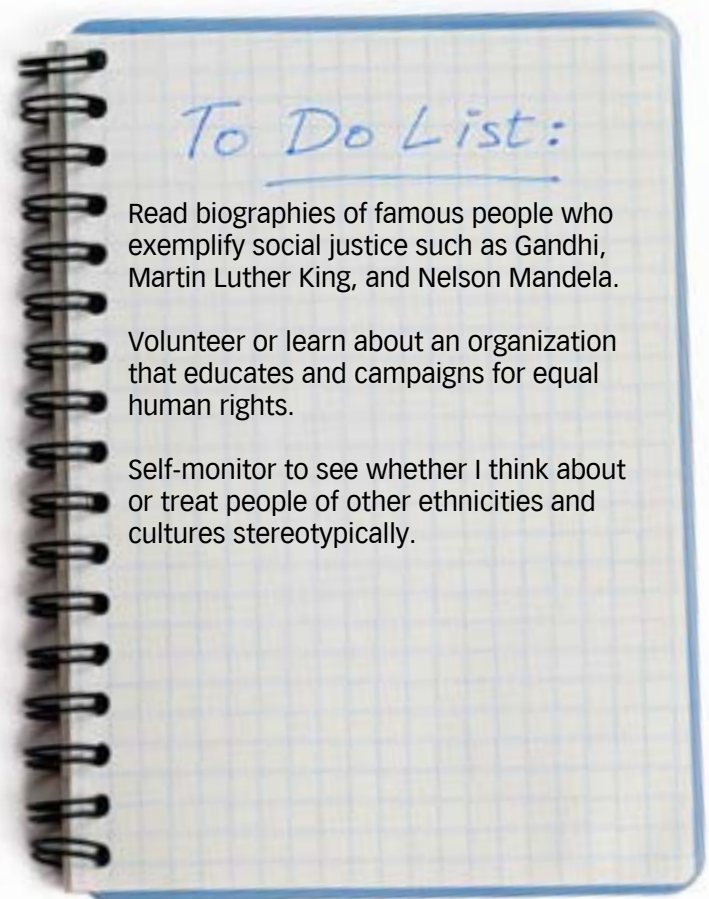 To Do List:
Read biographies of famous people who
exemplify social justice such as Gandhi,
Martin Luther King, and Nelson Mandela.
Volunteer or learn about an organization
that educates and campaigns for equal
human rights.
Self-monitor to see whether I think about
or treat people of other ethnicities and
cultures stereotypically.